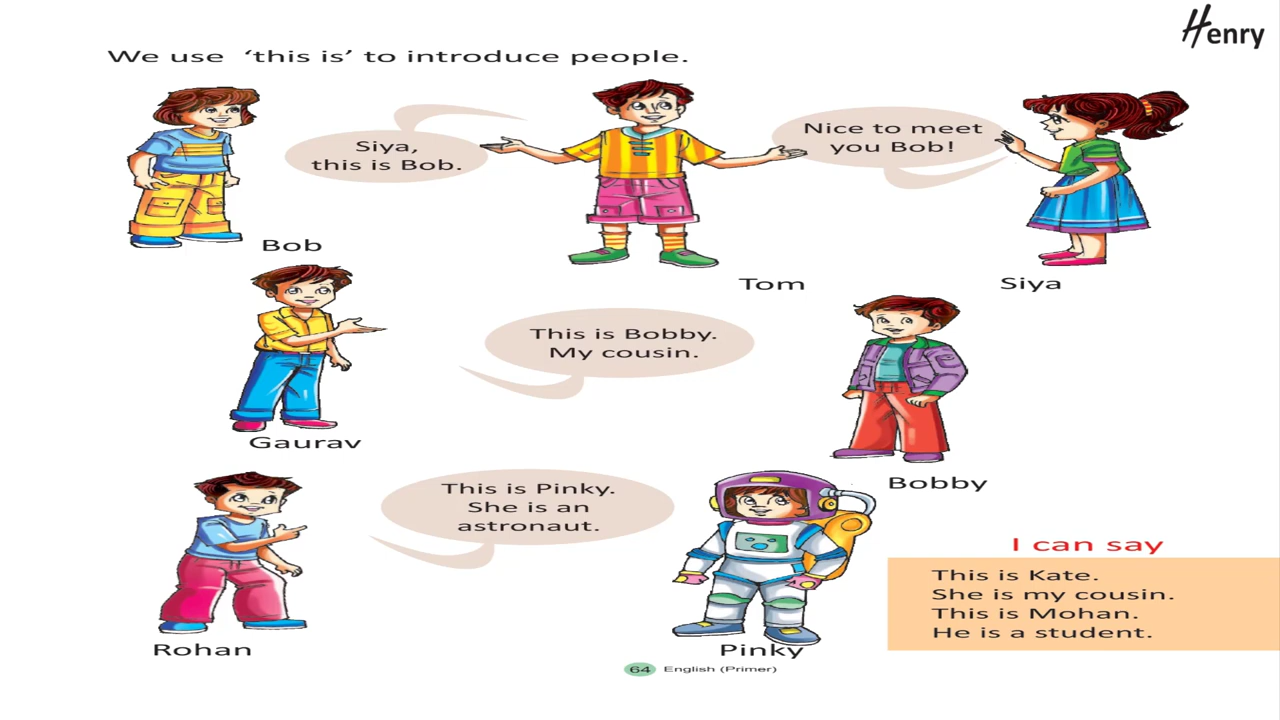 Henry
We use ‘this is’ to introduce people.
Siya,
this is Bob.
Nice to meet
you Bob!
Bob
Tom
Siya
This is Bobby.
My cousin.
Gaurav
Bobby
This is Pinky.
She is an
astronaut.
Rohan
Pinky
I can say
This is Kate.
She is my cousin.
This is Mohan.
He is a student.
64 English (Primer)